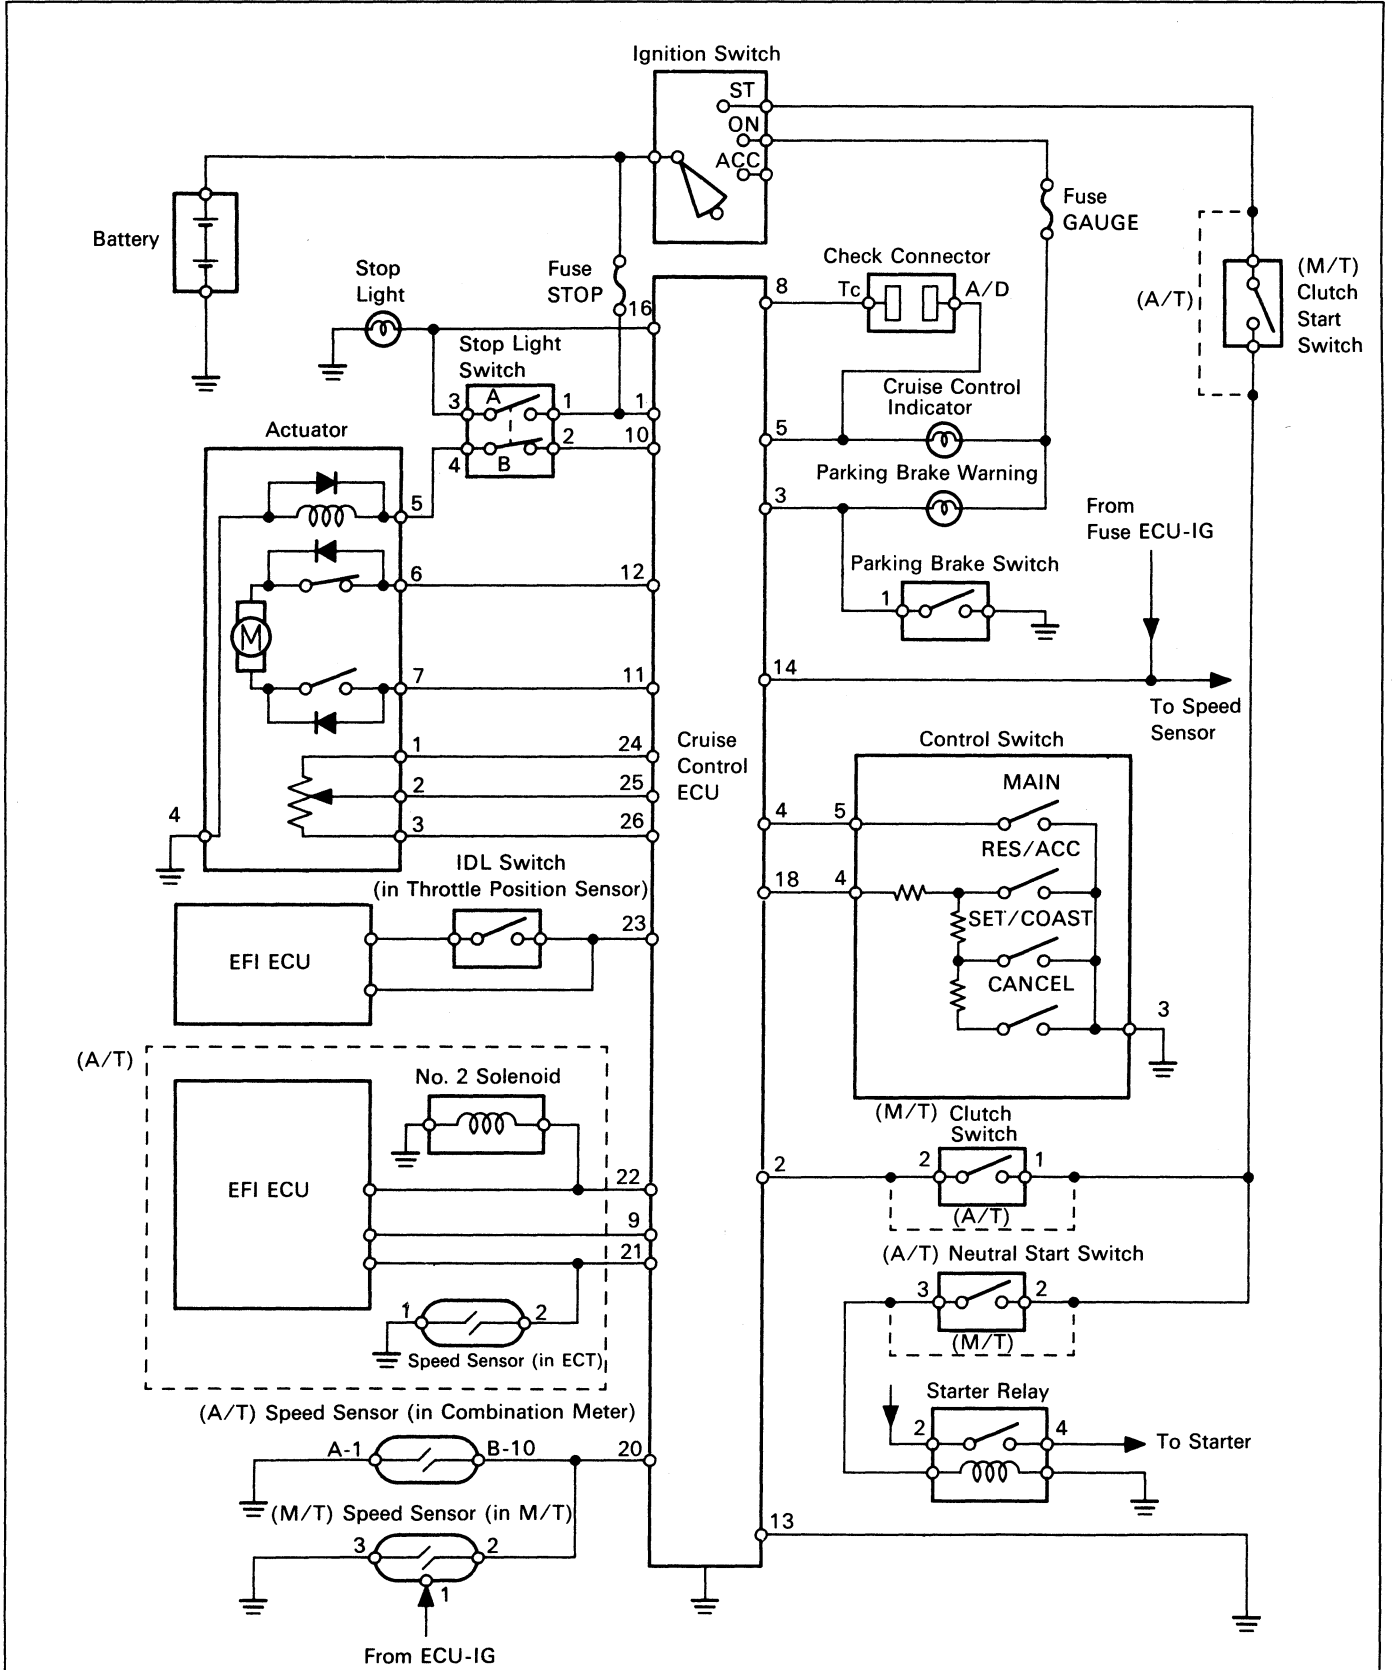 Ignition Switch
ST
ON
ACC
Fuse
GAUGE
Battery
Stop
Light
Fuse
STOP
16
8
Check Connector
Tc
A/D
(A/T)
(M/T)
Clutch
Start
Switch
Stop Light
Switch
3
A
1
1
4
B
2
10
5
Cruise Control
Indicator
Actuator
5
3
Parking Brake Warning
From
Fuse ECU-IG
6
12
M
Parking Brake Switch
1
7
11
14
To Speed
Sensor
1
24
2
25
3
26
4
Cruise
Control
ECU
Control Switch
MAIN
4
5
RES/ACC
18
4
SET/COAST
CANCEL
3
IDL Switch
(in Throttle Position Sensor)
EFI ECU
23
(A/T)
No. 2 Solenoid
EFI ECU
22
9
21
1
2
Speed Sensor (in ECT)
(M/T) Clutch
Switch
2
2
1
(A/T)
(A/T) Neutral Start Switch
3
2
(M/T)
Starter Relay
2
4
To Starter
(A/T) Speed Sensor (in Combination Meter)
A-1
B-10
20
(M/T) Speed Sensor (in M/T)
3
2
1
From ECU-IG
13